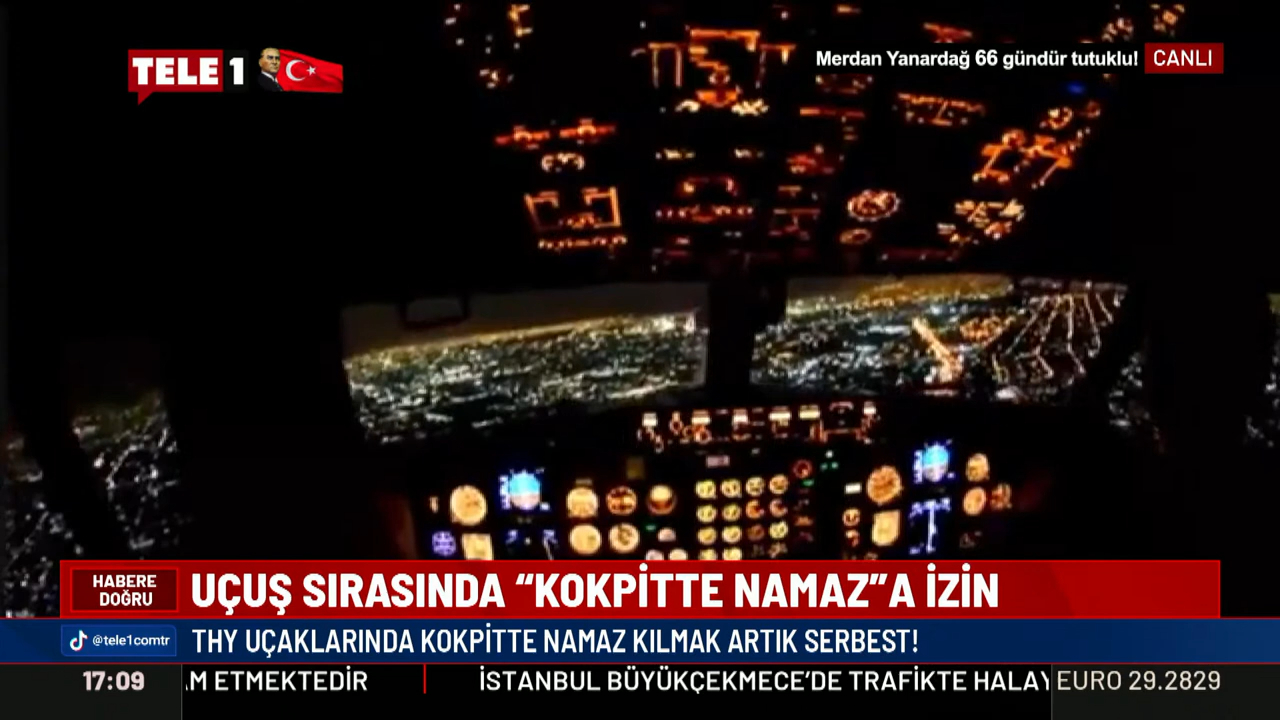 TELE 1
Merdan Yanardağ 66 gündür tutuklu!
CANLI
HABERE
DOĞRU
UÇUŞ SIRASINDA “KOKPİTTE NAMAZ”A İZİN
@tele1comtr
THY UÇAKLARINDA KOKPİTTE NAMAZ KILMAK ARTIK SERBEST!
17:09
AM ETMEKTEDİR
İSTANBUL BÜYÜKÇEKMECE’DE TRAFİKTE HALAY
EURO 29.2829